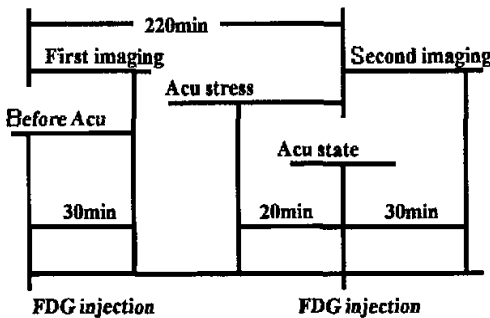 220min
First imaging
Second imaging
Acu stress
Before Acu
Acu state
30min
20min
30min
FDG injection
FDG injection